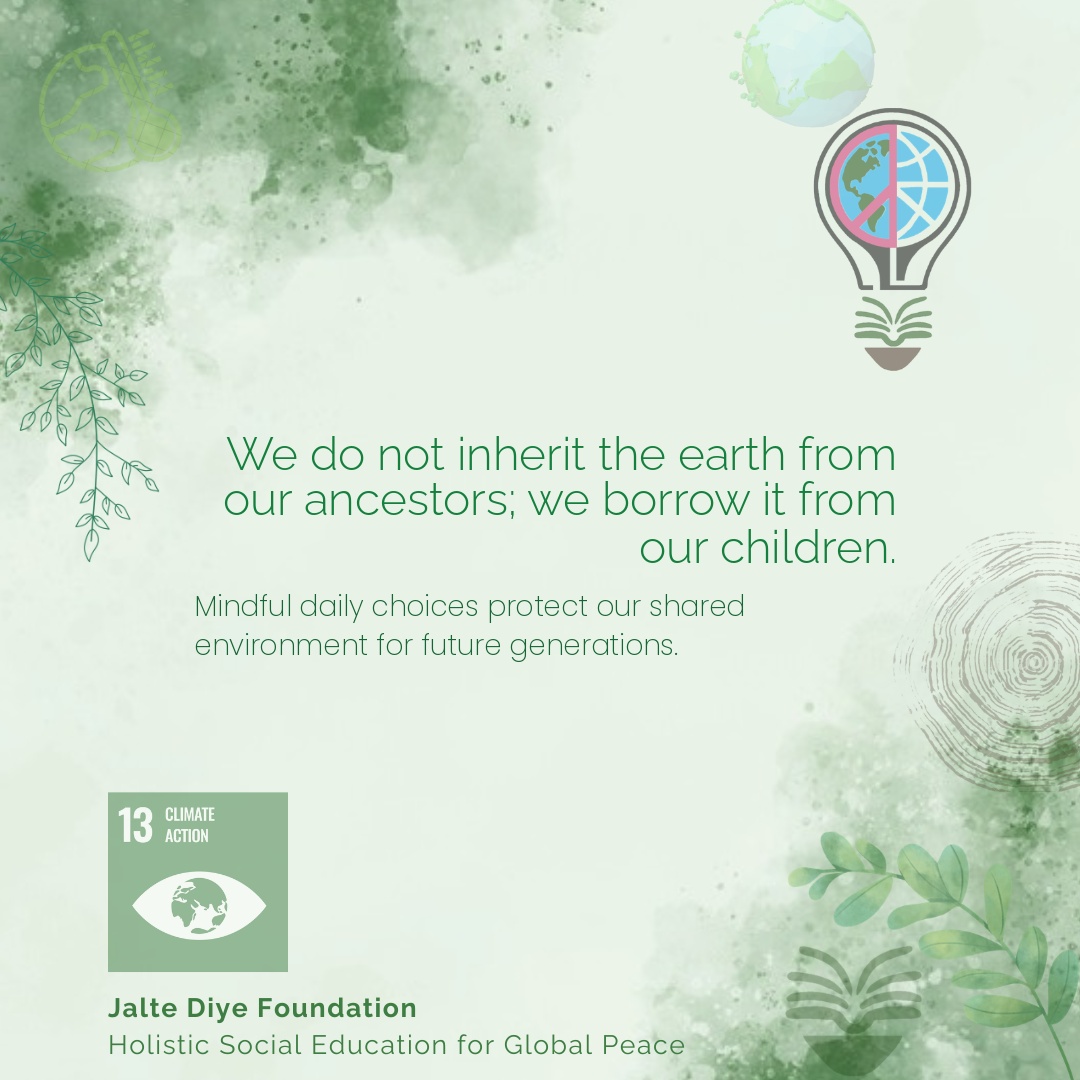 We do not inherit the earth from
our ancestors; we borrow it from
our children.
Mindful daily choices protect our shared
environment for future generations.
13 CLIMATE
ACTION
Jalte Diye Foundation
Holistic Social Education for Global Peace